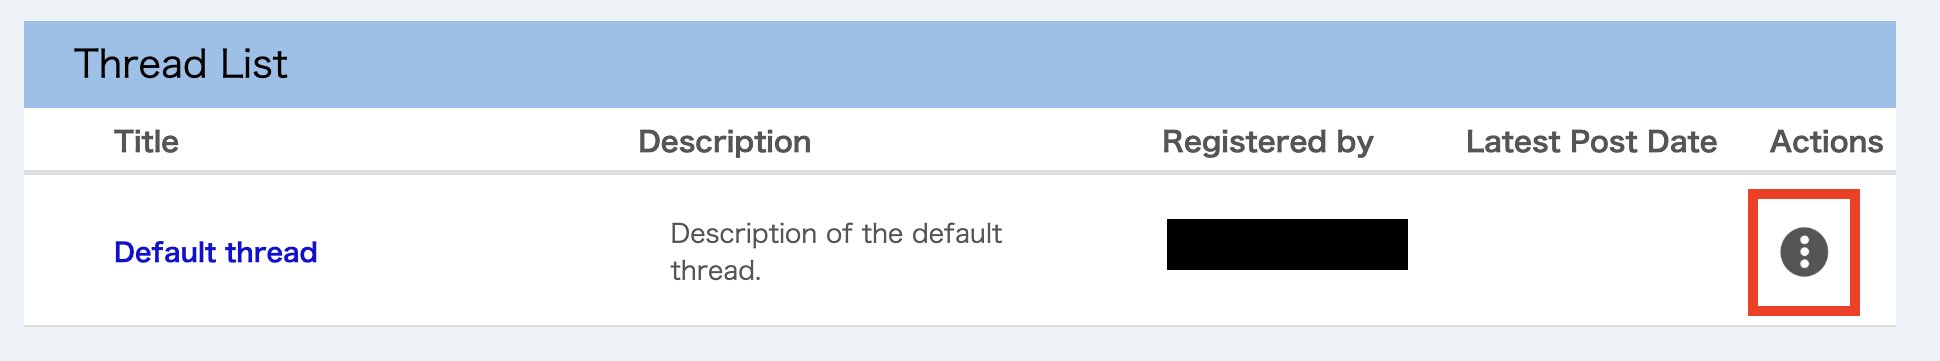 Thread List
Title Description Registered by Latest Post Date Actions
Default thread Description of the default
thread.